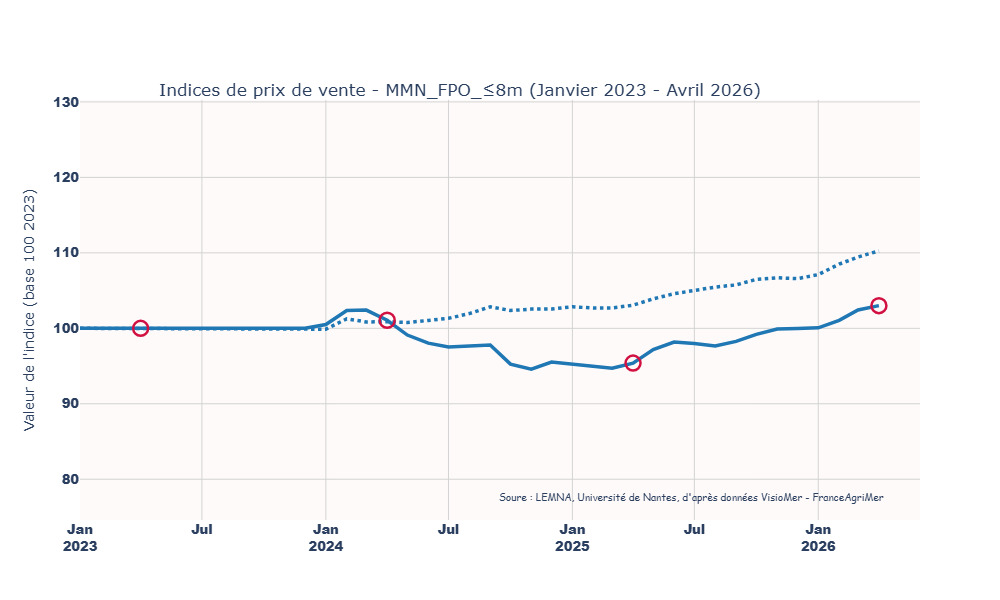 Indices de prix de vente - MMN_FPO_≤8m (Janvier 2023 - Avril 2026)
Valeur de l'indice (base 100 2023)
130
120
110
100
90
80
Soure : LEMNA, Université de Nantes, d'après données VisioMer - FranceAgriMer
Jan
2023
Jul
Jan
2024
Jul
Jan
2025
Jul
Jan
2026